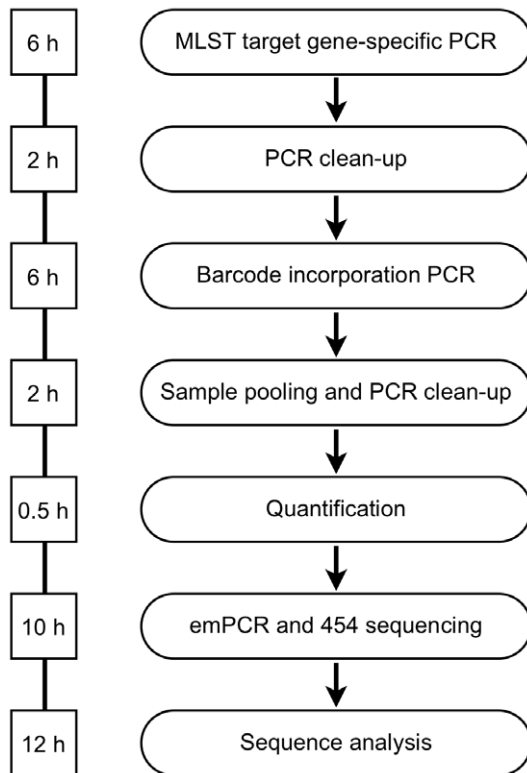 6 h
MLST target gene-specific PCR
2 h
PCR clean-up
6 h
Barcode incorporation PCR
2 h
Sample pooling and PCR clean-up
0.5 h
Quantification
10 h
emPCR and 454 sequencing
12 h
Sequence analysis